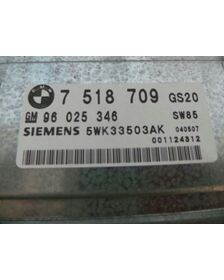 7 518 709 GS20
GM 96 025 346 SW85
SIEMENS 5WK33503AK 040507
001124312